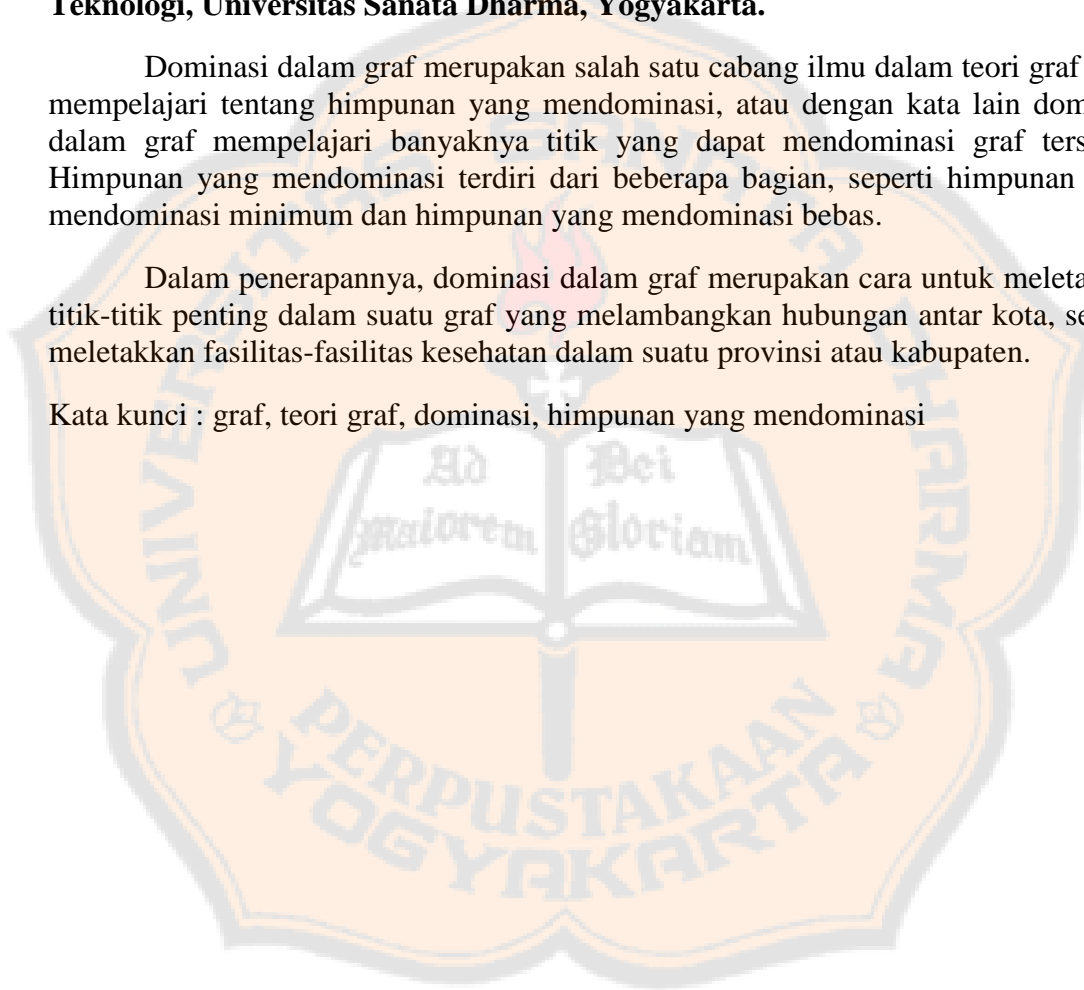 Teknologi, Universitas Sanata Dharma, Yogyakarta.
Dominasi dalam graf merupakan salah satu cabang ilmu dalam teori graf
mempelajari tentang himpunan yang mendominasi, atau dengan kata lain dom
dalam graf mempelajari banyaknya titik yang dapat mendominasi graf ters
Himpunan yang mendominasi terdiri dari beberapa bagian, seperti himpunan
mendominasi minimum dan himpunan yang mendominasi bebas.
Dalam penerapannya, dominasi dalam graf merupakan cara untuk meleta
titik-titik penting dalam suatu graf yang melambangkan hubungan antar kota, se
meletakkan fasilitas-fasilitas kesehatan dalam suatu provinsi atau kabupaten.
Kata kunci : graf, teori graf, dominasi, himpunan yang mendominasi
UNIVERSITAS SANATA DHARMA
Ad Dei
Maiorem Gloriam
PERPUSTAKAAN
YOGYAKARTA